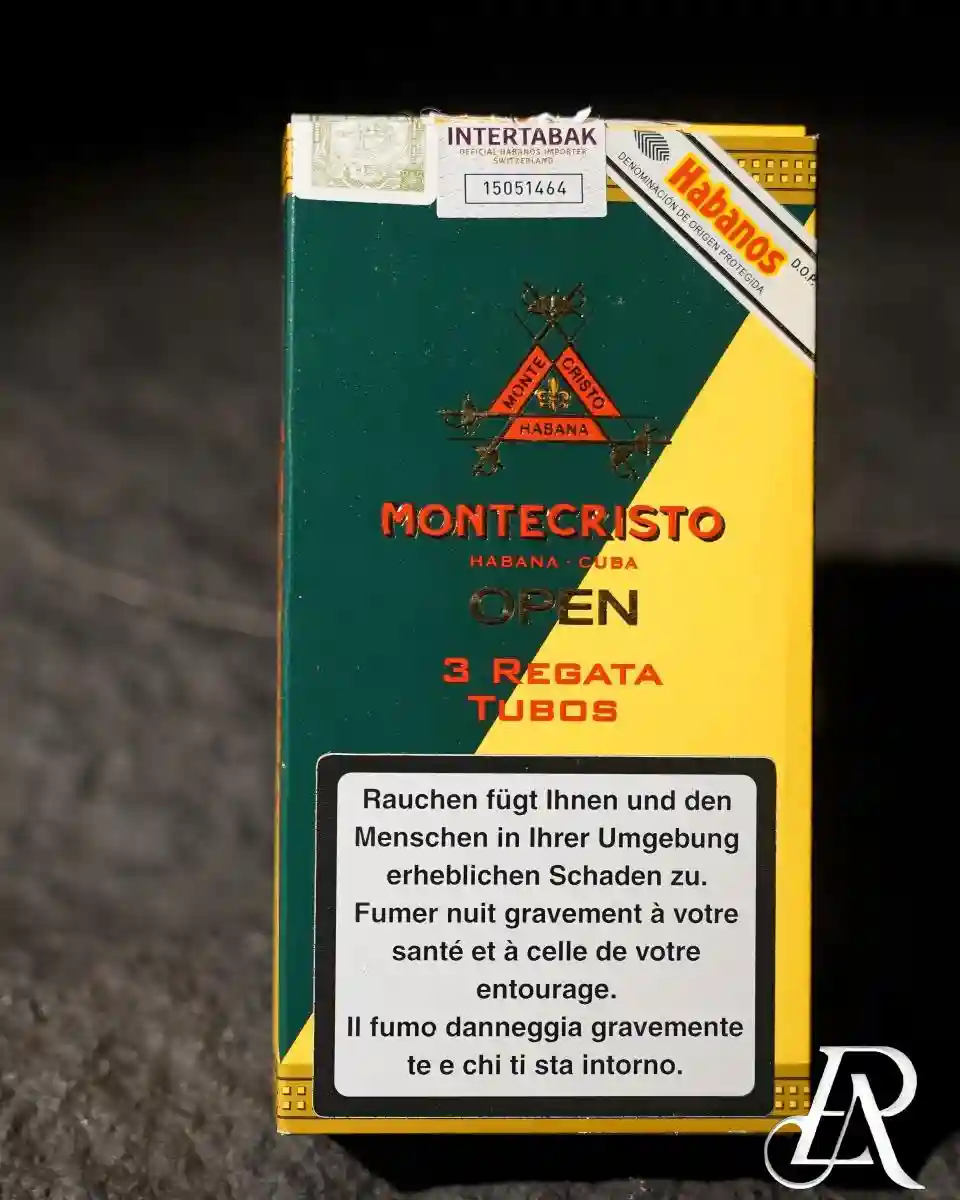 INTERTABAK
OFFICIAL HABANOS IMPORTER
SWITZERLAND
15051464
Habanos
DENOMINACIÓN DE ORIGEN PROTEGIDA
D.O.P.
MONTE CRISTO
HABANA
MONTECRISTO
HABANA · CUBA
OPEN
3 REGATA
TUBOS
Rauchen fügt Ihnen und den
Menschen in Ihrer Umgebung
erheblichen Schaden zu.
Fumer nuit gravement à votre
santé et à celle de votre
entourage.
Il fumo danneggia gravemente
te e chi ti sta intorno.